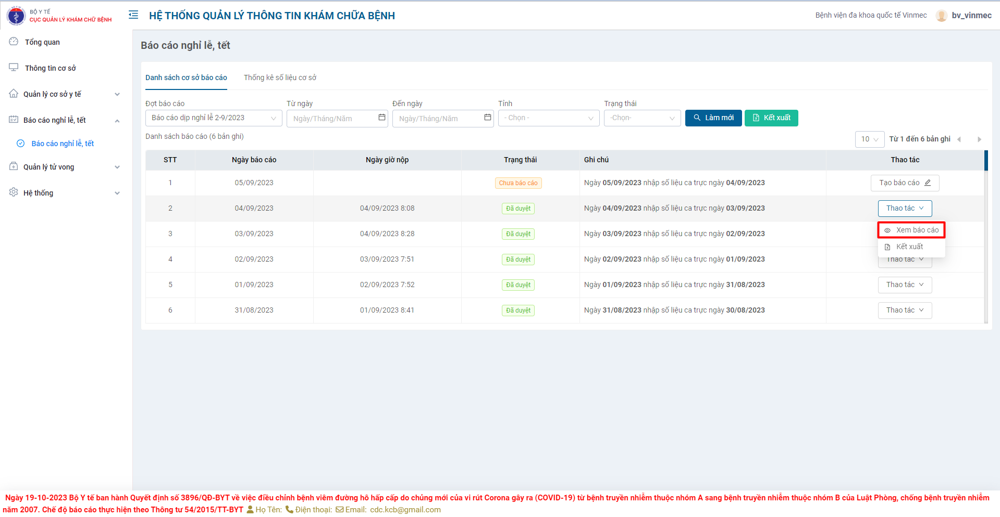 BỘ Y TẾ
CỤC QUẢN LÝ KHÁM CHỮ BỆNH
HỆ THỐNG QUẢN LÝ THÔNG TIN KHÁM CHỮA BỆNH
Bệnh viện đa khoa quốc tế Vinmec
bv_vinmec
Tổng quan
Thông tin cơ sở
Quản lý cơ sở y tế
Báo cáo nghỉ lễ, tết
Báo cáo nghỉ lễ, tết
Quản lý tử vong
Hệ thống
Báo cáo nghỉ lễ, tết
Danh sách cơ sở báo cáo Thống kê số liệu cơ sở
Đợt báo cáo Từ ngày Đến ngày Tỉnh Trạng thái
Báo cáo dịp nghỉ lễ 2-9/2023 Ngày/Tháng/Năm Ngày/Tháng/Năm - Chọn - -Chọn- Làm mới Kết xuất
Danh sách báo cáo (6 bản ghi)
10 Từ 1 đến 6 bản ghi
STT Ngày báo cáo Ngày giờ nộp Trạng thái Ghi chú Thao tác
1 05/09/2023 Chưa báo cáo Ngày 05/09/2023 nhập số liệu ca trực ngày 04/09/2023 Tạo báo cáo
2 04/09/2023 04/09/2023 8:08 Đã duyệt Ngày 04/09/2023 nhập số liệu ca trực ngày 03/09/2023 Thao tác
Xem báo cáo
3 03/09/2023 04/09/2023 8:28 Đã duyệt Ngày 03/09/2023 nhập số liệu ca trực ngày 02/09/2023
Kết xuất
4 02/09/2023 03/09/2023 7:51 Đã duyệt Ngày 02/09/2023 nhập số liệu ca trực ngày 01/09/2023 Thao tác
5 01/09/2023 02/09/2023 7:52 Đã duyệt Ngày 01/09/2023 nhập số liệu ca trực ngày 31/08/2023 Thao tác
6 31/08/2023 01/09/2023 8:41 Đã duyệt Ngày 31/08/2023 nhập số liệu ca trực ngày 30/08/2023 Thao tác
Ngày 19-10-2023 Bộ Y tế ban hành Quyết định số 3896/QĐ-BYT về việc điều chỉnh bệnh viêm đường hô hấp cấp do chủng mới của vi rút Corona gây ra (COVID-19) từ bệnh truyền nhiễm thuộc nhóm A sang bệnh truyền nhiễm thuộc nhóm B của Luật Phòng, chống bệnh truyền nhiễm
năm 2007. Chế độ báo cáo thực hiện theo Thông tư 54/2015/TT-BYT Họ Tên: Điện thoại: Email: cdc.kcb@gmail.com